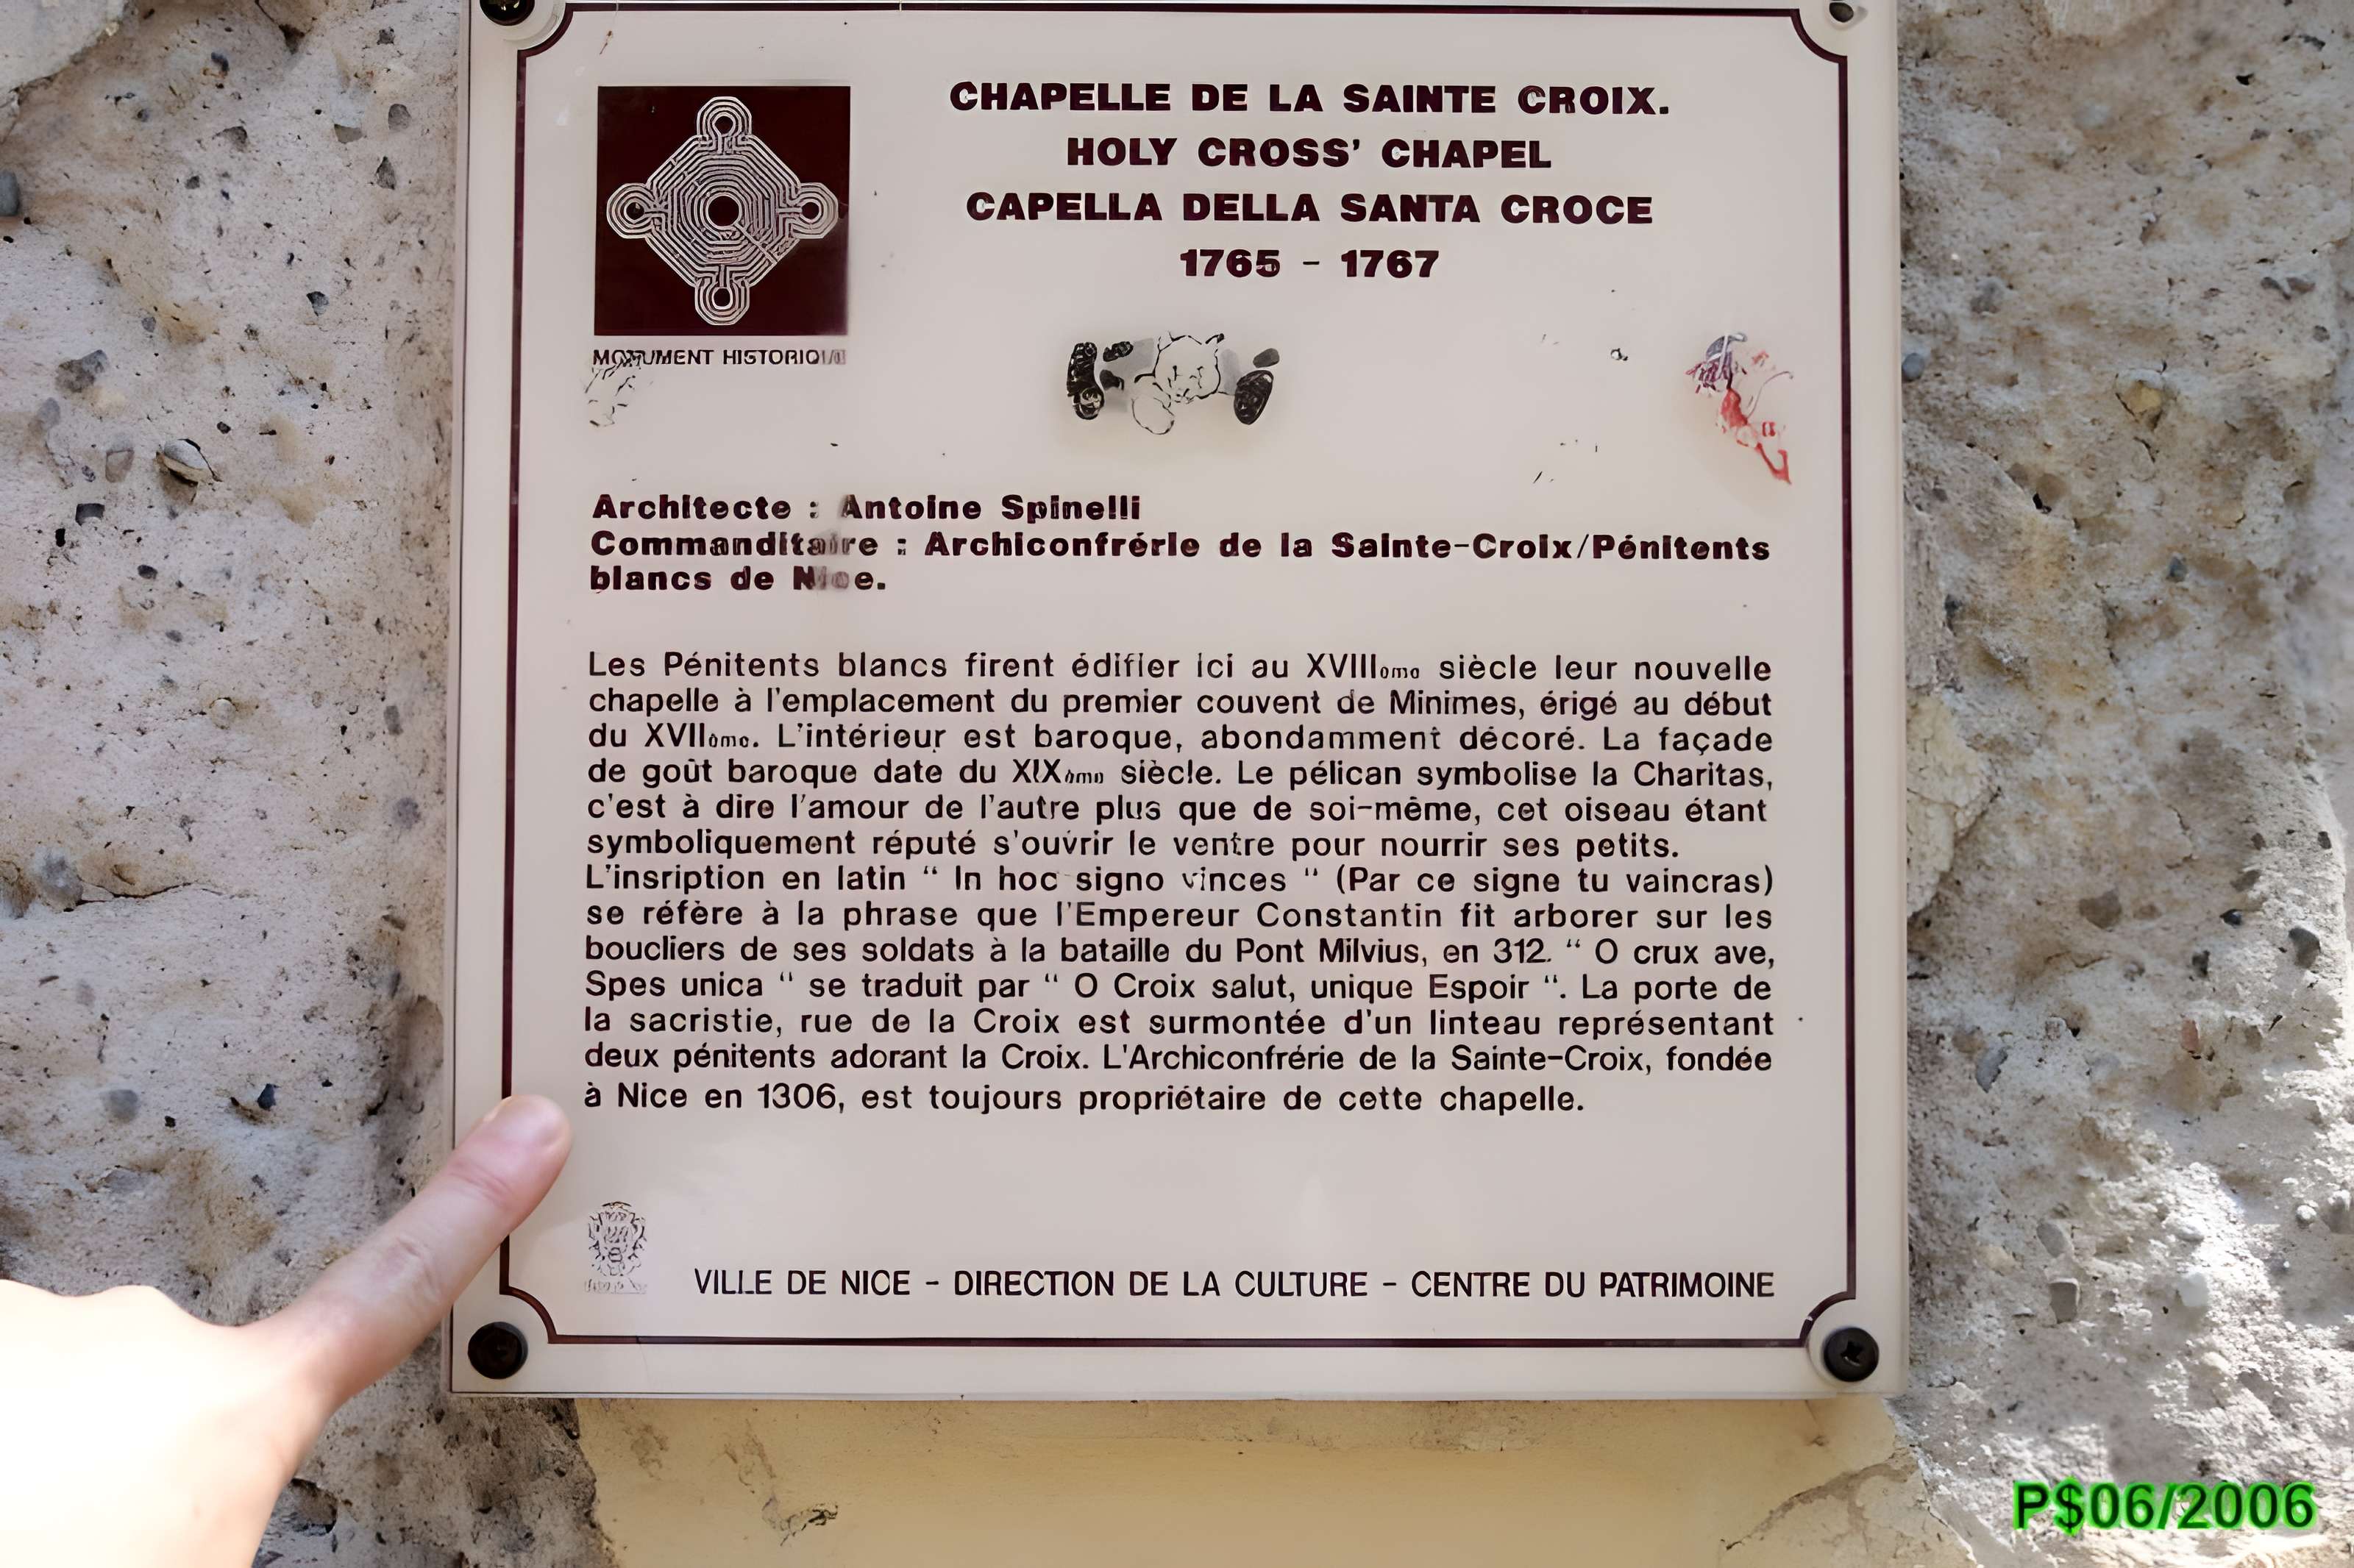 CHAPELLE DE LA SAINTE CROIX.
HOLY CROSS' CHAPEL
CAPELLA DELLA SANTA CROCE
1765 - 1767
MONUMENT HISTORIQUE
Architecte : Antoine Spinelli
Commanditaire : Archiconfrérie de la Sainte-Croix/Pénitents
blancs de Nice.
Les Pénitents blancs firent édifier ici au XVIIIème siècle leur nouvelle
chapelle à l'emplacement du premier couvent de Minimes, érigé au début
du XVIIème. L'intérieur est baroque, abondamment décoré. La façade
de goût baroque date du XIXème siècle. Le pélican symbolise la Charitas,
c'est à dire l'amour de l'autre plus que de soi-même, cet oiseau étant
symboliquement réputé s'ouvrir le ventre pour nourrir ses petits.
L'insription en latin “ In hoc signo vinces “ (Par ce signe tu vaincras)
se réfère à la phrase que l'Empereur Constantin fit arborer sur les
boucliers de ses soldats à la bataille du Pont Milvius, en 312. “ O crux ave,
Spes unica “ se traduit par “ O Croix salut, unique Espoir “. La porte de
la sacristie, rue de la Croix est surmontée d'un linteau représentant
deux pénitents adorant la Croix. L'Archiconfrérie de la Sainte-Croix, fondée
à Nice en 1306, est toujours propriétaire de cette chapelle.
VILLE DE NICE - DIRECTION DE LA CULTURE - CENTRE DU PATRIMOINE
P$06/2006